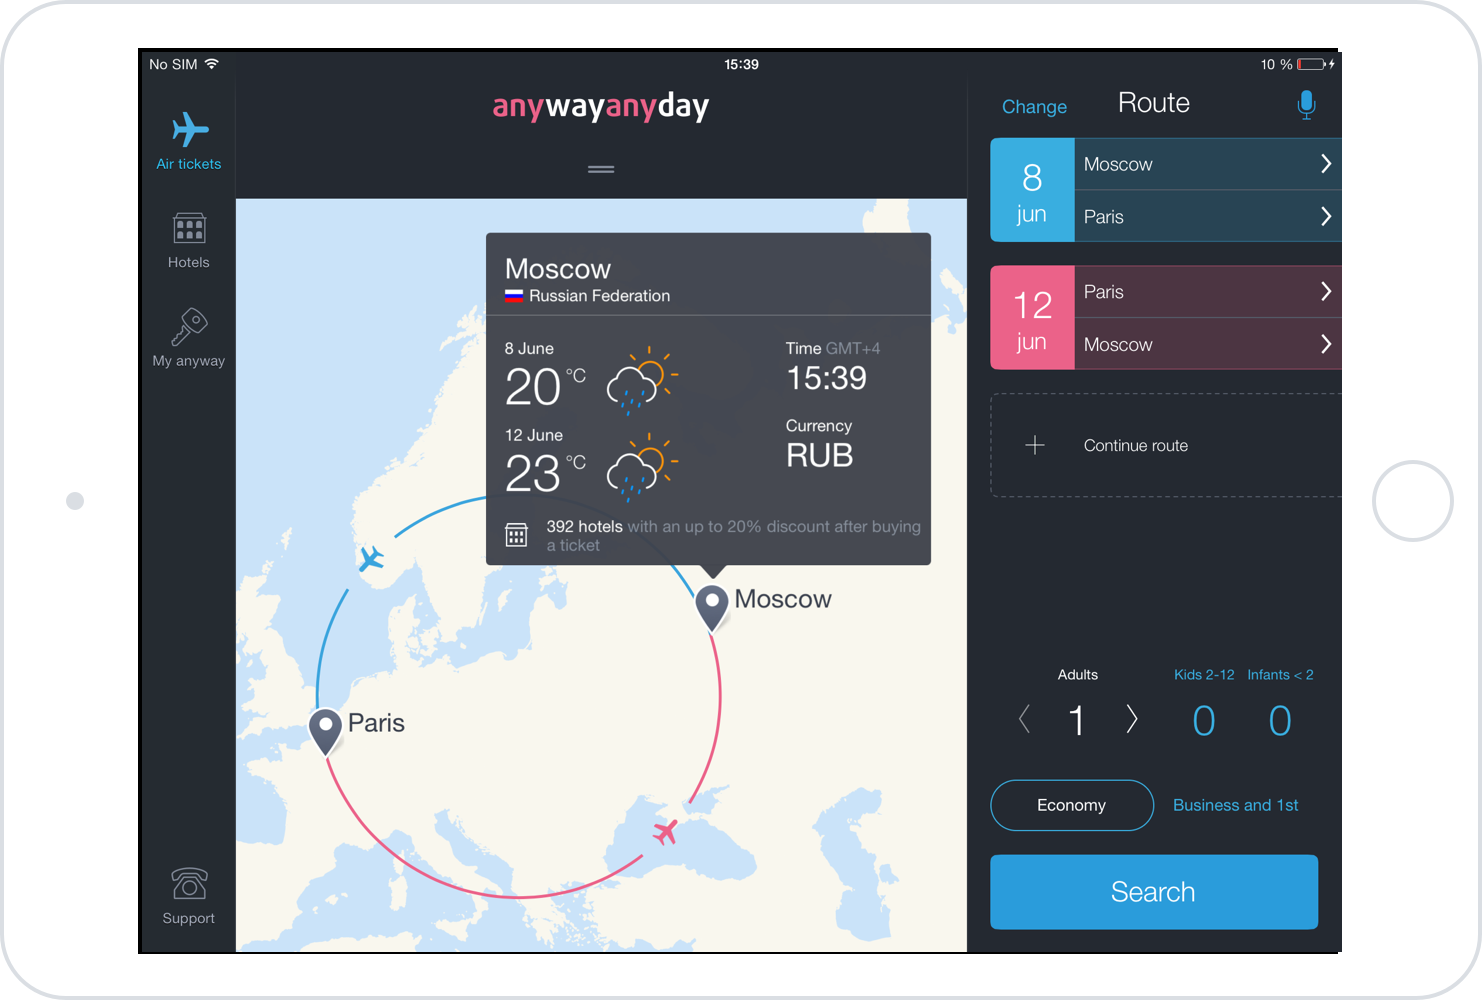 No SIM
15:39
10 %
anywayanyday
Air tickets
Hotels
My anyway
Support
Moscow
Russian Federation
8 June
20 °C
12 June
23 °C
Time GMT+4
15:39
Currency
RUB
392 hotels with an up to 20% discount after buying
a ticket
Moscow
Paris
Change
Route
8
jun
Moscow
Paris
12
jun
Paris
Moscow
Continue route
Adults
Kids 2-12
Infants < 2
1
0
0
Economy
Business and 1st
Search